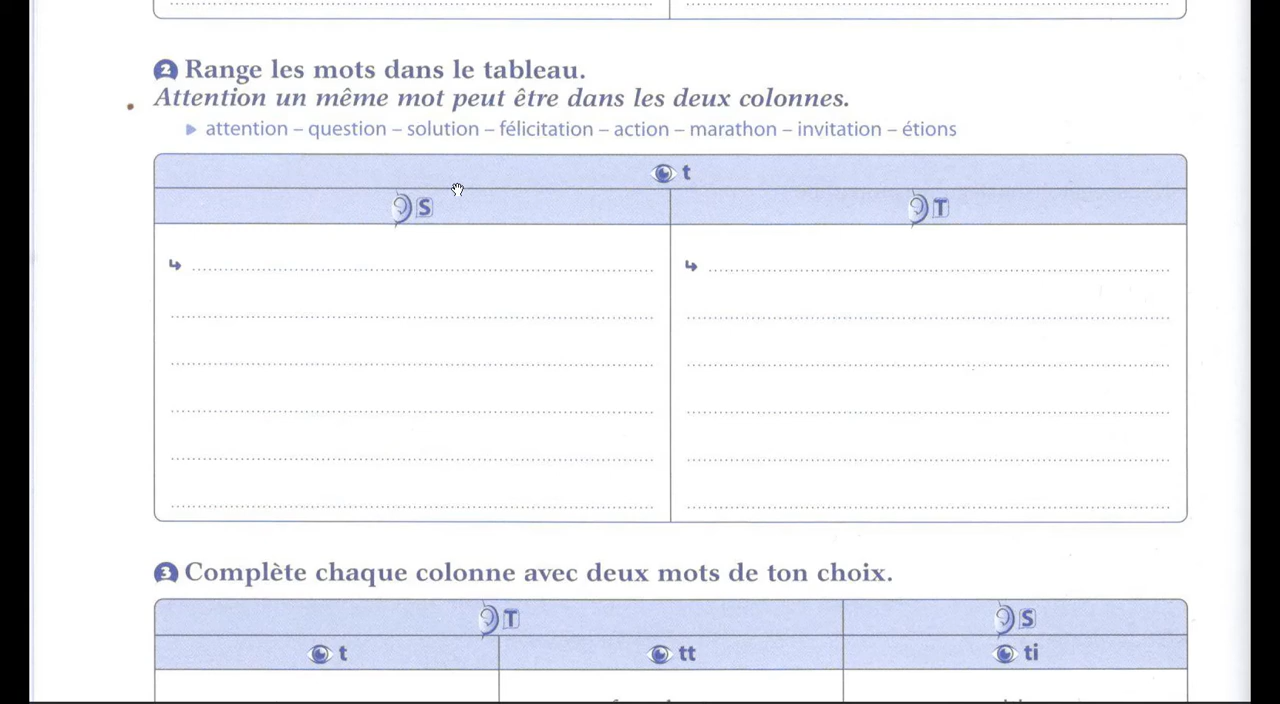 2 Range les mots dans le tableau.
Attention un même mot peut être dans les deux colonnes.
attention – question – solution – félicitation – action – marathon – invitation – étions
t
S
T
3 Complète chaque colonne avec deux mots de ton choix.
T
S
t
tt
ti